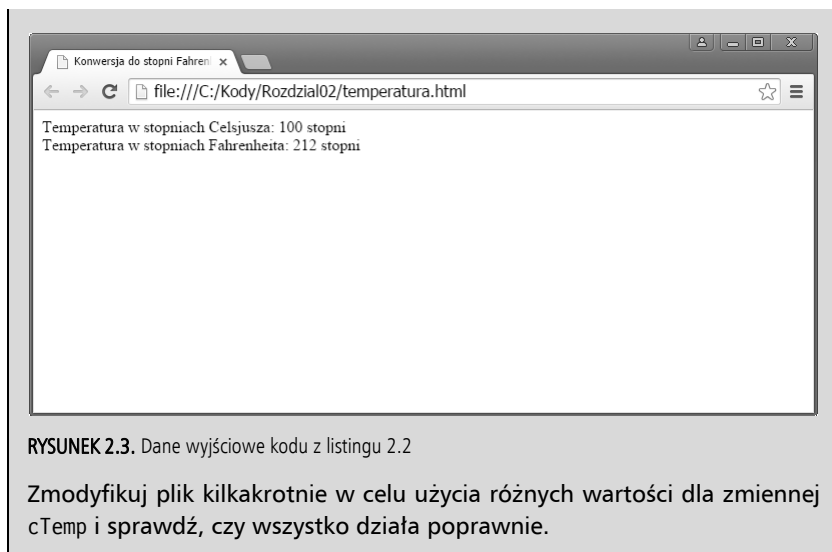 Konwersja do stopni Fahren
file:///C:/Kody/Rozdzial02/temperatura.html
Temperatura w stopniach Celsjusza: 100 stopni
Temperatura w stopniach Fahrenheita: 212 stopni
RYSUNEK 2.3. Dane wyjściowe kodu z listingu 2.2
Zmodyfikuj plik kilkakrotnie w celu użycia różnych wartości dla zmiennej
cTemp i sprawdź, czy wszystko działa poprawnie.